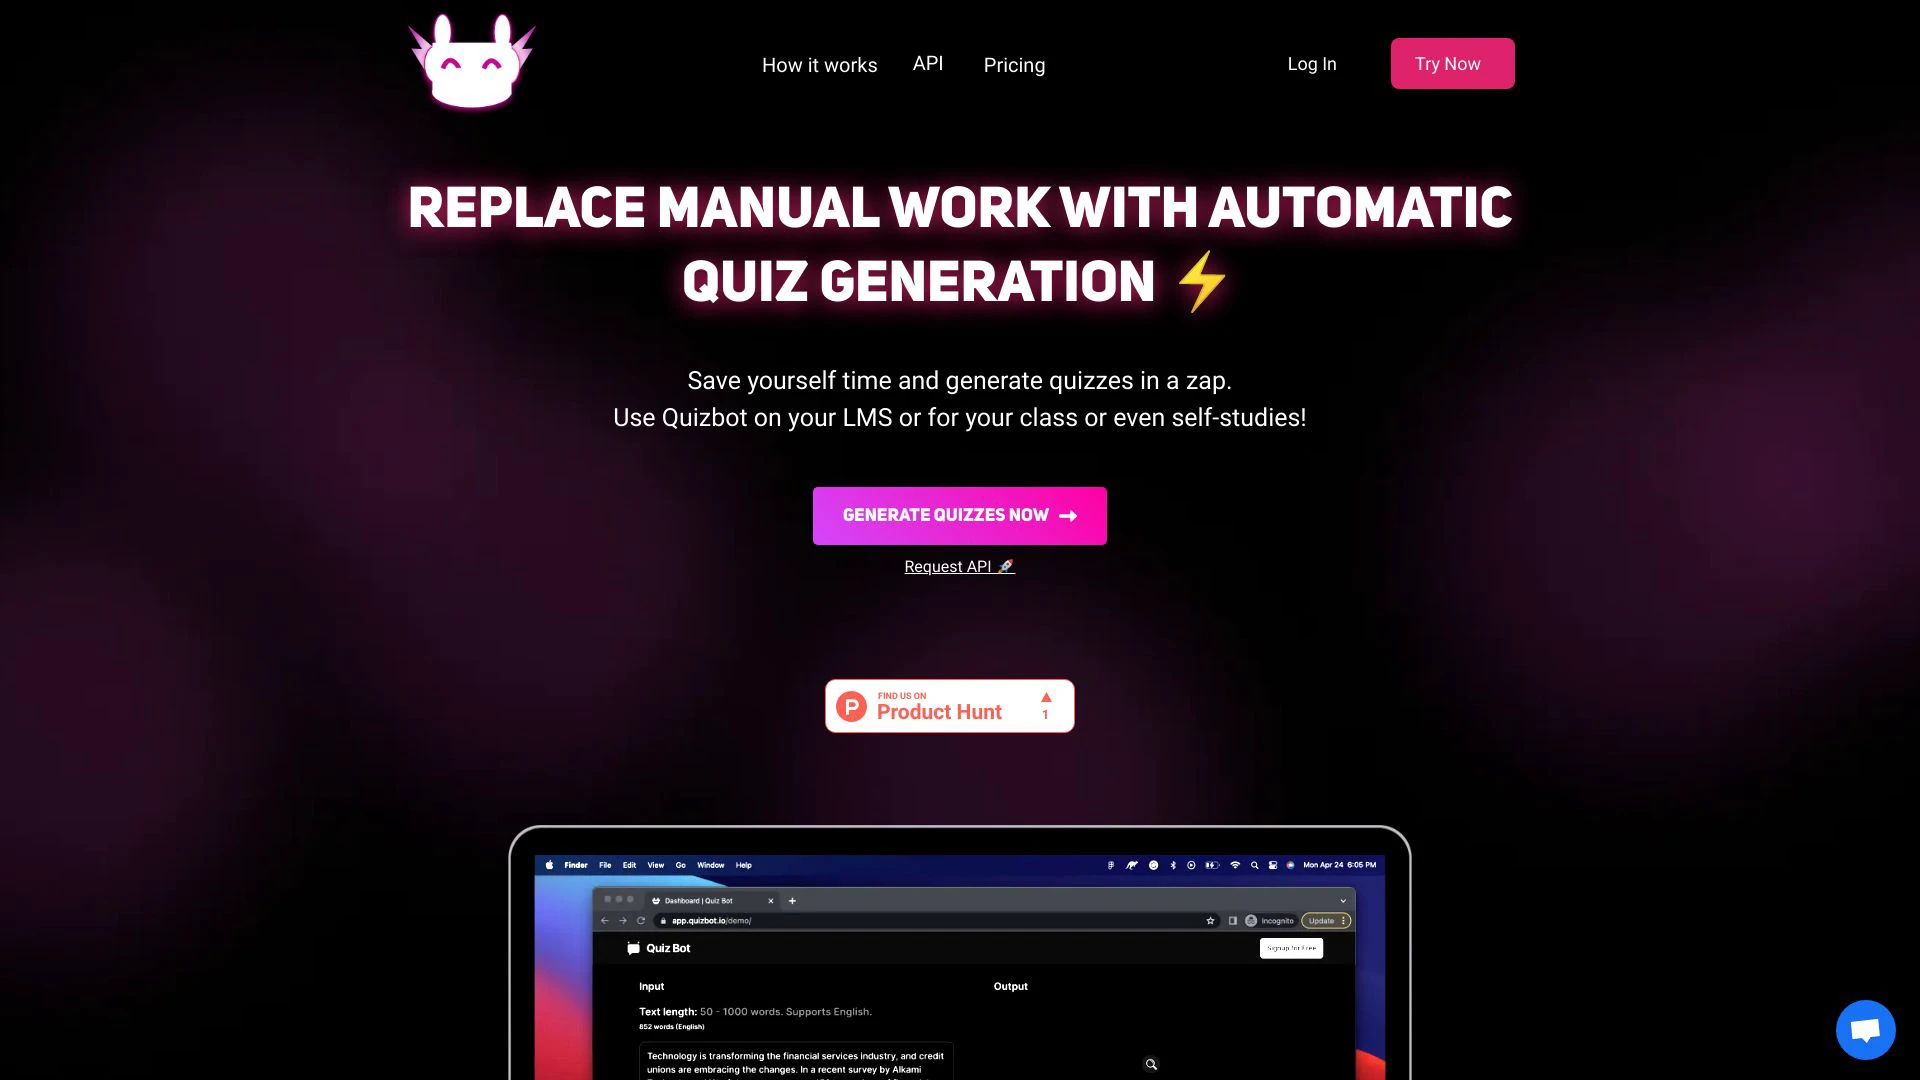 How it works
API
Pricing
Log In
Try Now
REPLACE MANUAL WORK WITH AUTOMATIC
QUIZ GENERATION ⚡
Save yourself time and generate quizzes in a zap.
Use Quizbot on your LMS or for your class or even self-studies!
GENERATE QUIZZES NOW →
Request API 🚀
FIND US ON
Product Hunt
▲
1
Finder File Edit View Go Window Help
Mon Apr 24 6:05 PM
Dashboard | Quiz Bot
app.quizbot.io/demo/
Incognito
Update
Quiz Bot
Signup for Free
Input
Output
Text length: 50 - 1000 words. Supports English.
852 words (English)
Technology is transforming the financial services industry, and credit
unions are embracing the changes. In a recent survey by Alkami